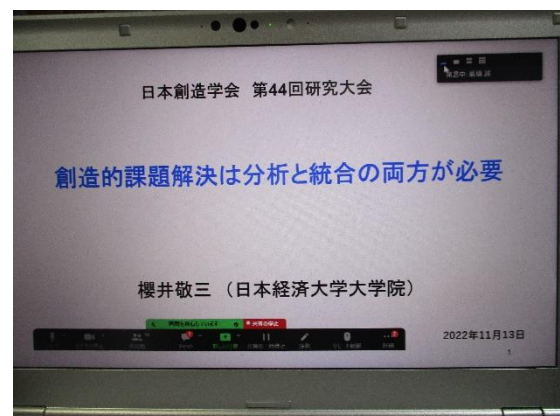 日本創造学会 第44回研究大会
創造的課題解決は分析と統合の両方が必要
櫻井敬三 (日本経済大学大学院)
2022年11月13日
1